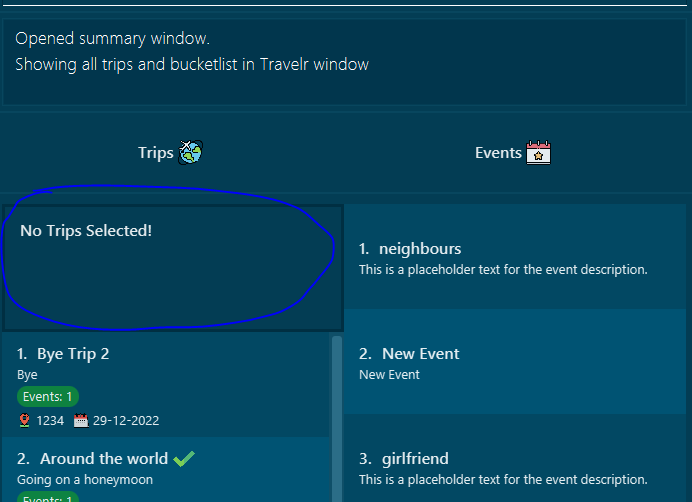 Opened summary window.
Showing all trips and bucketlist in Travelr window
Trips
Events
No Trips Selected!
1. Bye Trip 2
Bye
Events: 1
1234 29-12-2022
2. Around the world
Going on a honeymoon
Events: 1
1. neighbours
This is a placeholder text for the event description.
2. New Event
New Event
3. girlfriend
This is a placeholder text for the event description.